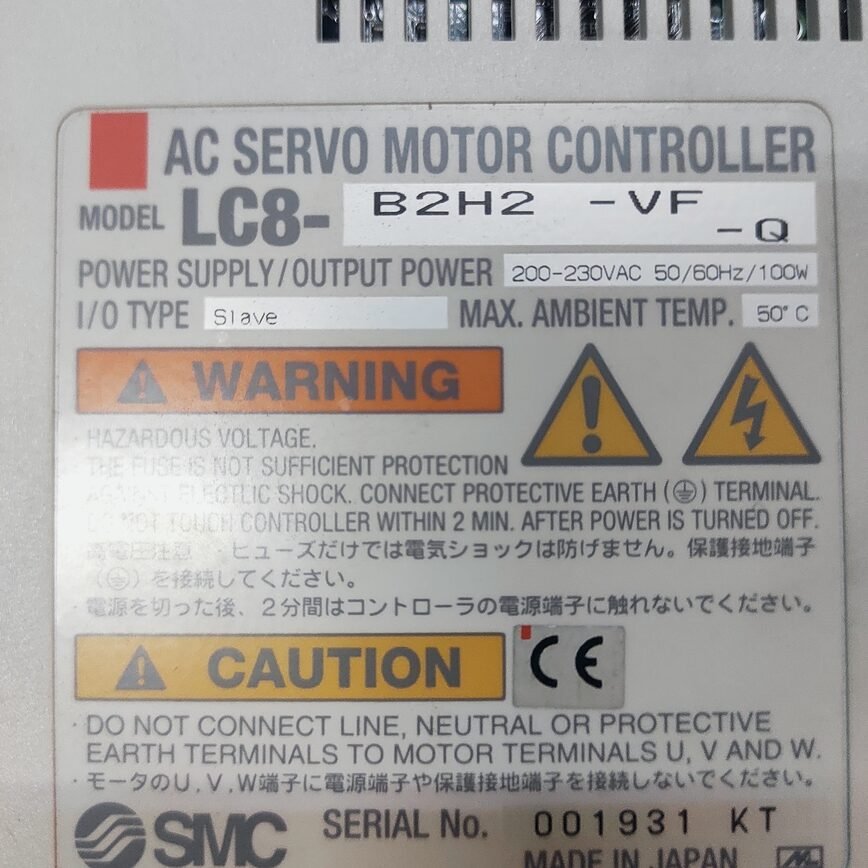 AC SERVO MOTOR CONTROLLER
MODEL LC8- B2H2 -VF
-Q
POWER SUPPLY/OUTPUT POWER 200-230VAC 50/60Hz/100W
I/O TYPE Slave MAX. AMBIENT TEMP. 50°C
WARNING
· HAZARDOUS VOLTAGE.
THE FUSE IS NOT SUFFICIENT PROTECTION
AGAINST ELECTLIC SHOCK. CONNECT PROTECTIVE EARTH (⏚) TERMINAL.
DO NOT TOUCH CONTROLLER WITHIN 2 MIN. AFTER POWER IS TURNED OFF.
高電圧注意 ・ヒューズだけでは電気ショックは防げません。保護接地端子
(⏚)を接続してください。
・電源を切った後、2分間はコントローラの電源端子に触れないでください。
CAUTION
CE
· DO NOT CONNECT LINE, NEUTRAL OR PROTECTIVE
EARTH TERMINALS TO MOTOR TERMINALS U, V AND W.
・モータのU,V,W端子に電源端子や保護接地端子を接続しないでください。
SMC SERIAL No. 001931 KT
MADE IN JAPAN